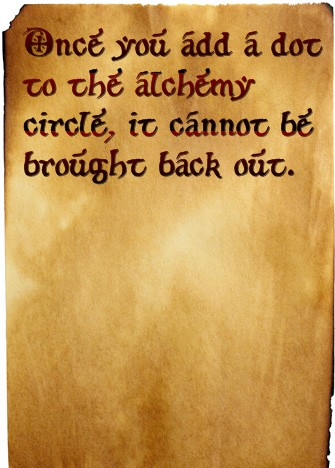 Once you add a dot
to the alchemy
circle, it cannot be
brought back out.